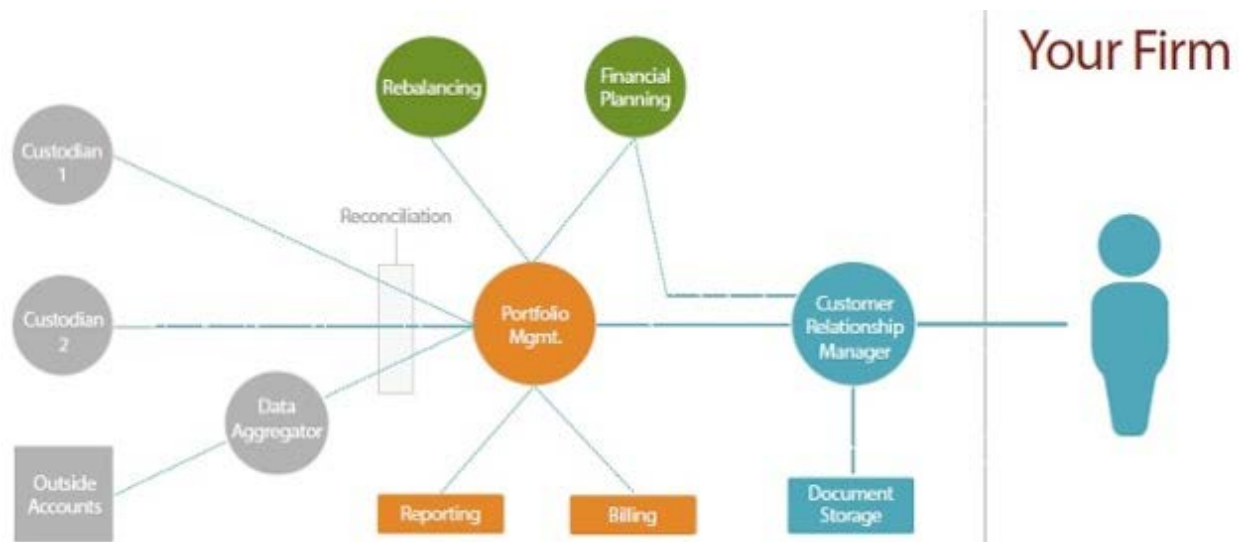 Your Firm
Rebalancing
Financial
Planning
Custodian
1
Reconciliation
Custodian
2
Portfolio
Mgmt.
Customer
Relationship
Manager
Data
Aggregator
Outside
Accounts
Reporting
Billing
Document
Storage